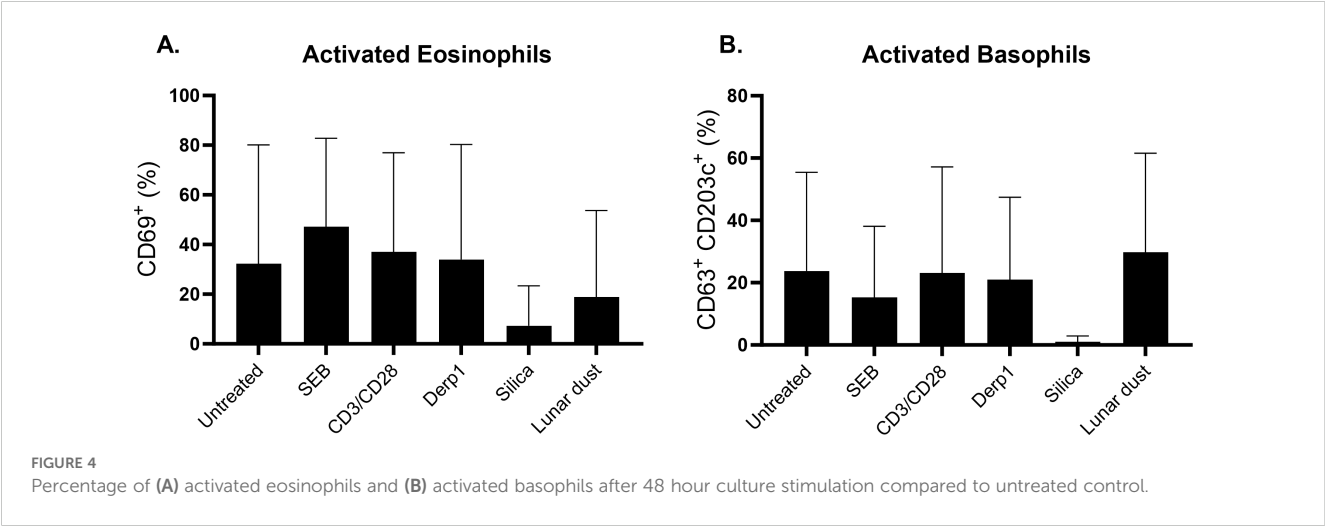 A.
Activated Eosinophils
CD69+ (%)
100
80
60
40
20
0
Untreated
SEB
CD3/CD28
Derp1
Silica
Lunar dust
B.
Activated Basophils
CD63+ CD203c+ (%)
80
60
40
20
0
Untreated
SEB
CD3/CD28
Derp1
Silica
Lunar dust
FIGURE 4
Percentage of (A) activated eosinophils and (B) activated basophils after 48 hour culture stimulation compared to untreated control.